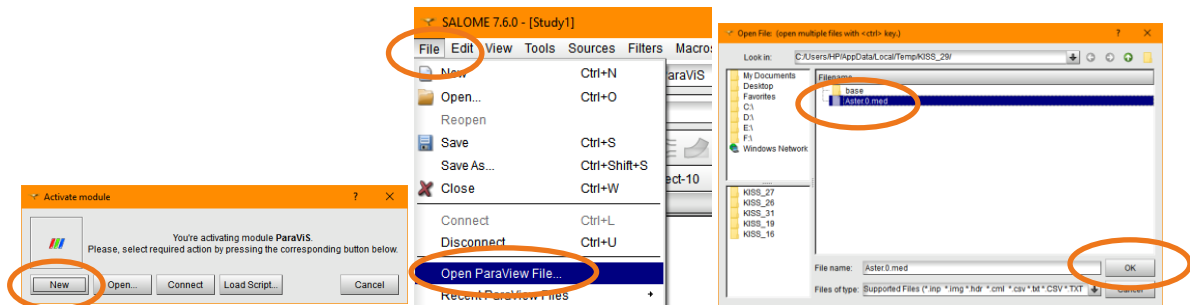 Activate module
?
You're activating module ParaViS.
Please, select required action by pressing the corresponding button below.
New
Open...
Connect
Load Script...
Cancel
SALOME 7.6.0 - [Study1]
File Edit View Tools Sources Filters Macros
New Ctrl+N
Open... Ctrl+O
Reopen
Save Ctrl+S
Save As... Ctrl+Shift+S
Close Ctrl+W
Connect Ctrl+L
Disconnect Ctrl+U
Open ParaView File...
Recent ParaView Files
araViS
ect-10
Open File: (open multiple files with <ctrl> key.)
?
Look in: C:/Users/HP/AppData/Local/Temp/KISS_29/
My Documents
Desktop
Favorites
C:\
D:\
E:\
F:\
Windows Network
Filename
base
Aster.0.med
KISS_27
KISS_26
KISS_31
KISS_19
KISS_16
File name: Aster.0.med
OK
Files of type: Supported Files (*.inp *.img *.hdr *.cml *.csv *.txt *.CSV *.TXT
Cancel